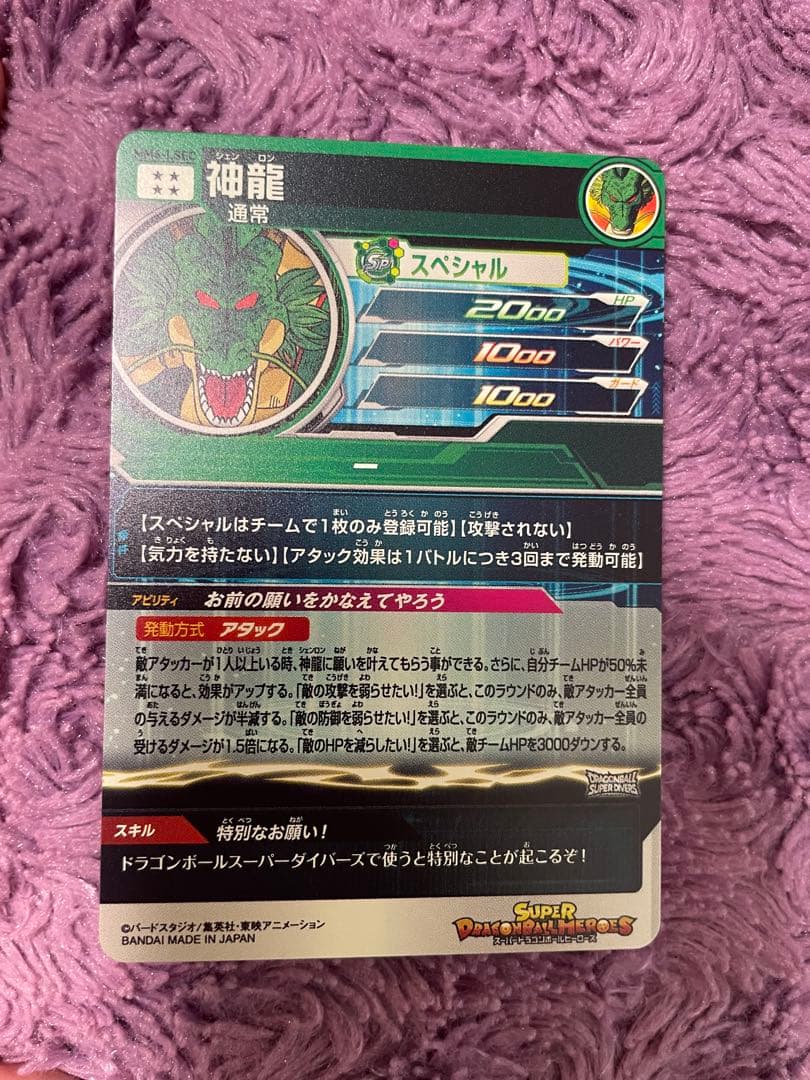 MM5-LSEC
神龍
シェン ロン
通常
SP スペシャル
2000 HP
1000 パワー
1000 ガード
ー
【スペシャルはチームで1枚のみ登録可能】【攻撃されない】
【気力を持たない】【アタック効果は1バトルにつき3回まで発動可能】
アビリティ お前の願いをかなえてやろう
発動方式 アタック
敵アタッカーが1人以上いる時、神龍に願いを叶えてもらう事ができる。さらに、自分チームHPが50%未
満になると、効果がアップする。「敵の攻撃を弱らせたい!」を選ぶと、このラウンドのみ、敵アタッカー全員
の与えるダメージが半減する。「敵の防御を弱らせたい!」を選ぶと、このラウンドのみ、敵アタッカー全員の
受けるダメージが1.5倍になる。「敵のHPを減らしたい!」を選ぶと、敵チームHPを3000ダウンする。
DRAGONBALL
SUPER DIVERS
スキル 特別なお願い!
ドラゴンボールスーパーダイバーズで使うと特別なことが起こるぞ!
©バードスタジオ/集英社・東映アニメーション
BANDAI MADE IN JAPAN
SUPER
DRAGONBALL HEROES
スーパードラゴンボールヒーローズ